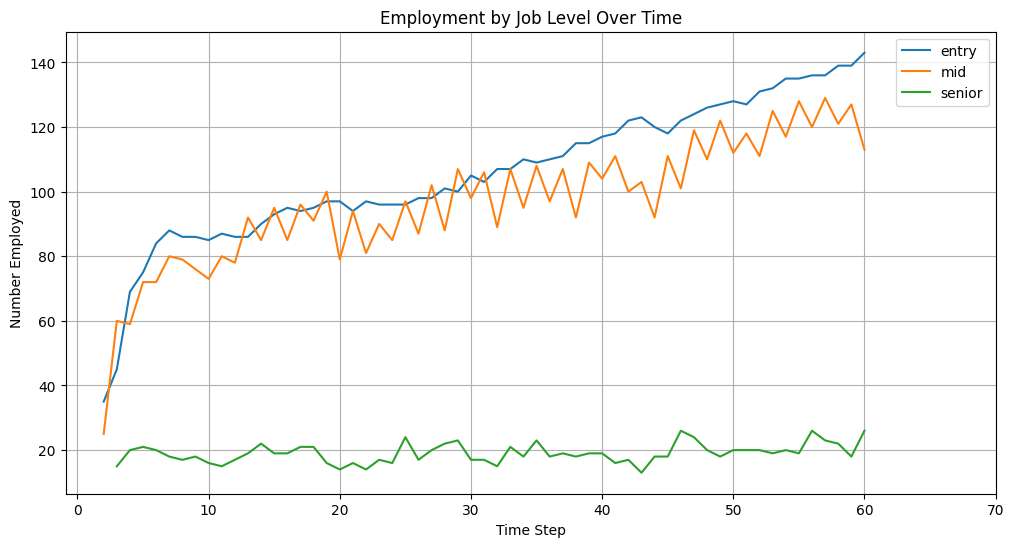 Employment by Job Level Over Time
entry
mid
senior
Number Employed
140
120
100
80
60
40
20
0 10 20 30 40 50 60 70
Time Step